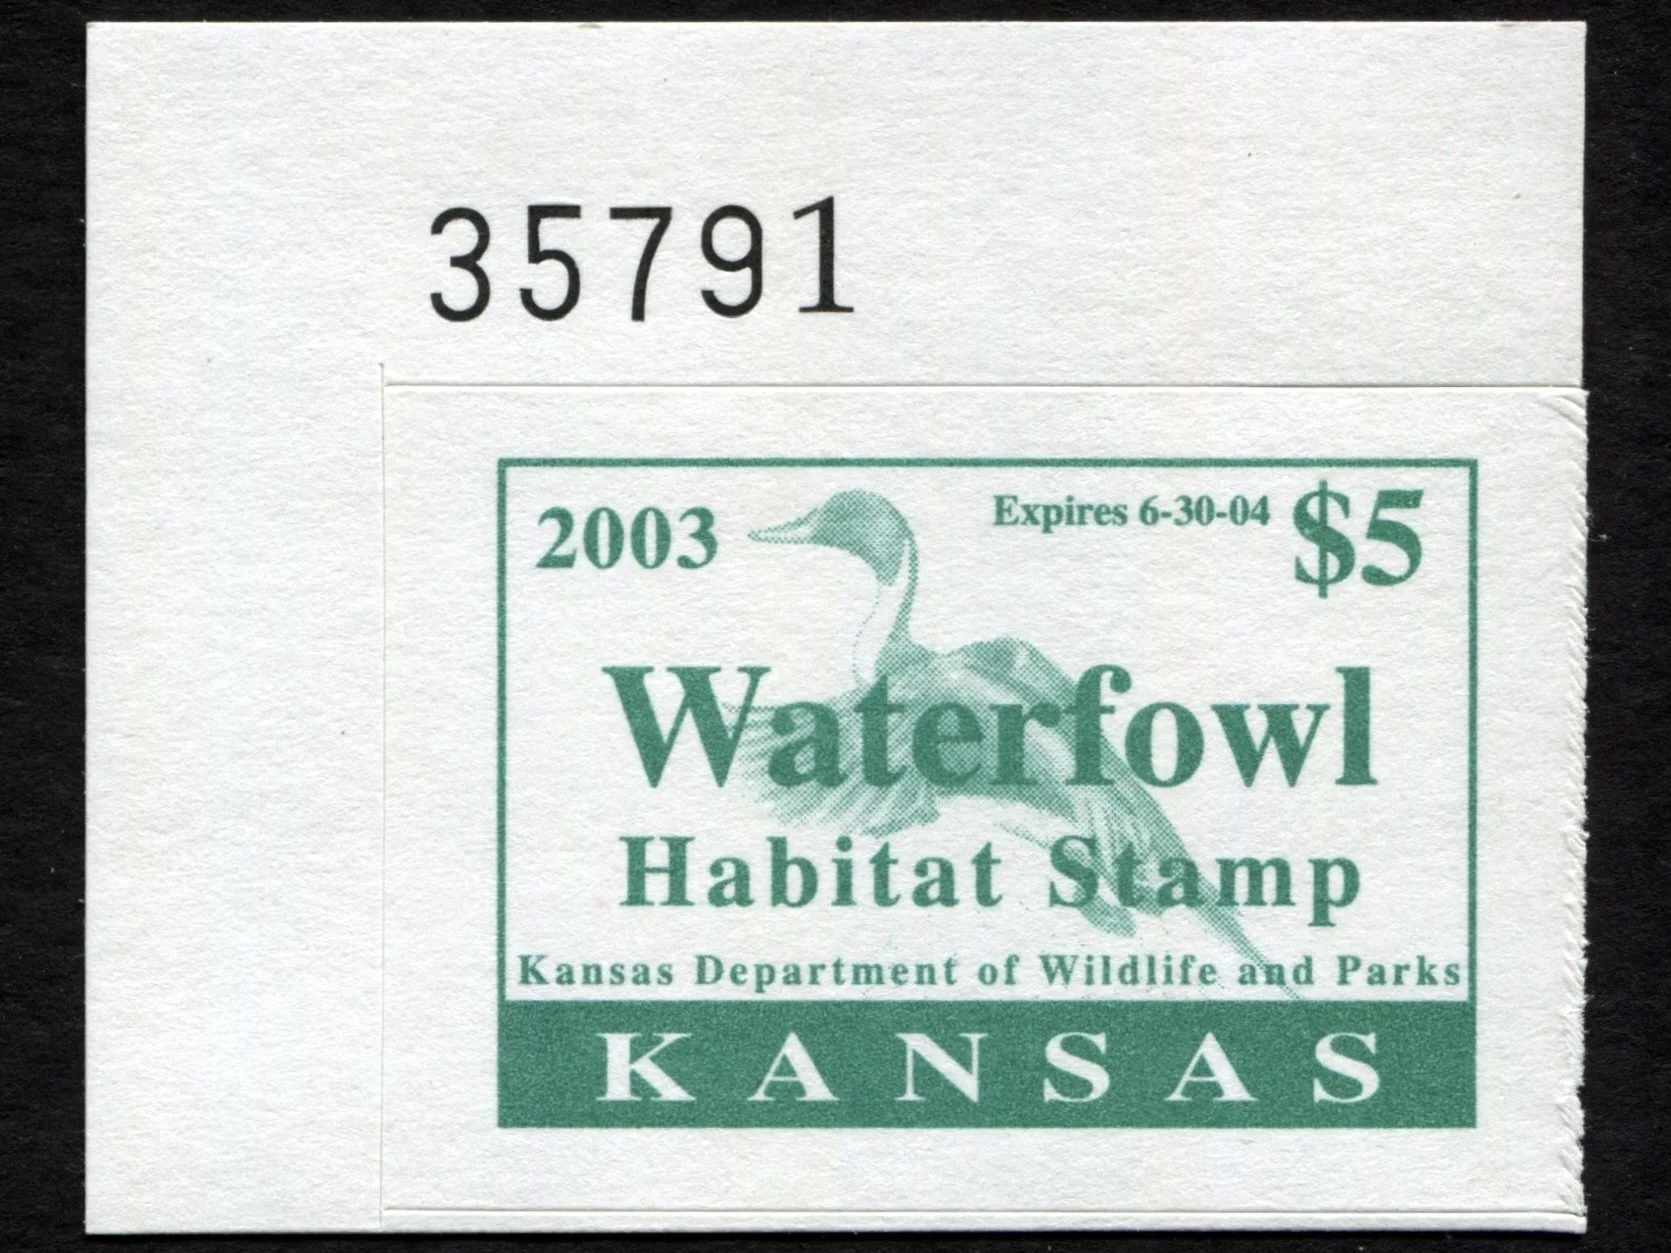 35791
2003 Expires 6-30-04 $5
Waterfowl
Habitat Stamp
Kansas Department of Wildlife and Parks
KANSAS